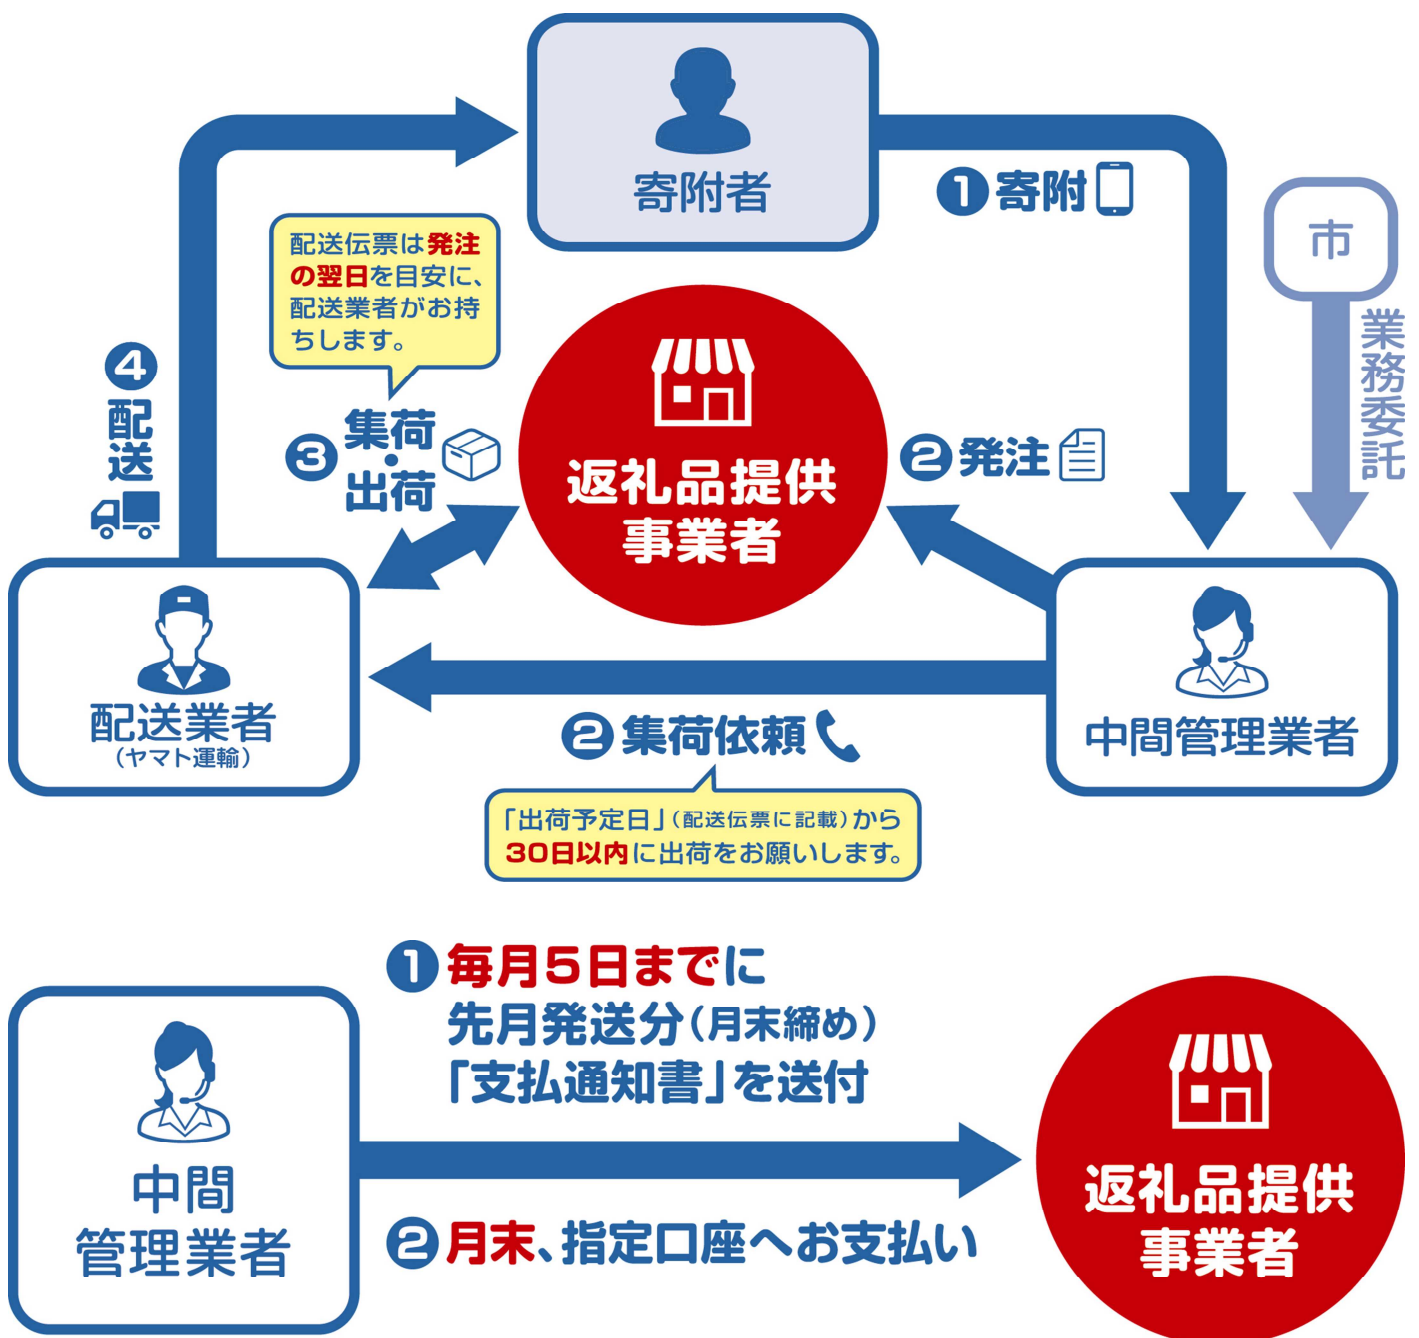 寄附者
❶寄附
市
業務委託
配送伝票は発注
の翌日を目安に、
配送業者がお持
ちします。
❹配送
❸集荷・
出荷
返礼品提供
事業者
❷発注
配送業者
(ヤマト運輸)
❷集荷依頼
中間管理業者
「出荷予定日」(配送伝票に記載)から
30日以内に出荷をお願いします。
❶毎月5日までに
先月発送分(月末締め)
「支払通知書」を送付
中間
管理業者
返礼品提供
事業者
❷月末、指定口座へお支払い